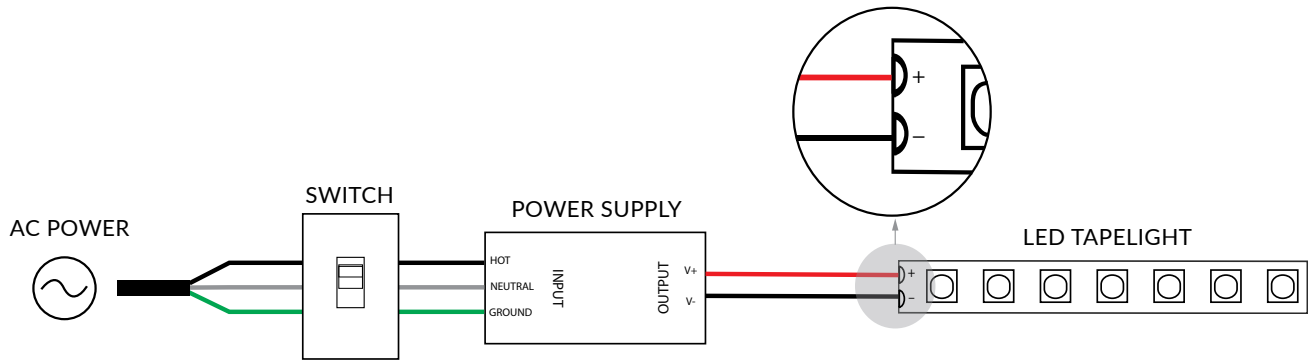 AC POWER
SWITCH
POWER SUPPLY
HOT
NEUTRAL
GROUND
INPUT
OUTPUT
V+
V-
+
−
LED TAPELIGHT
+
−